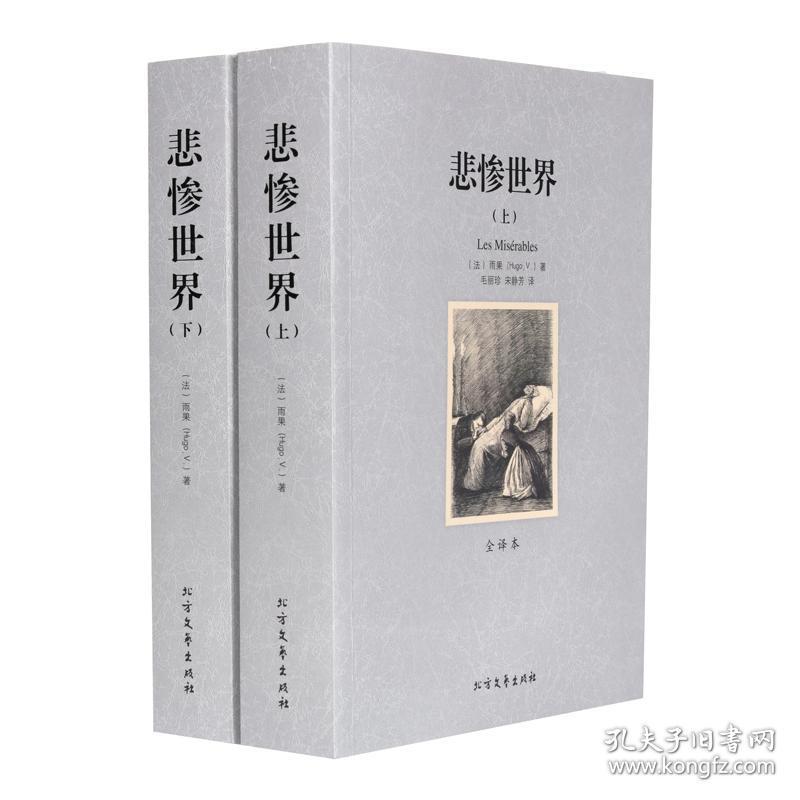 悲惨世界
(下)
(法) 雨果 (Hugo, V.) 著
北方文艺出版社
悲惨世界
(上)
(法) 雨果 (Hugo, V.) 著
北方文艺出版社
悲惨世界
(上)
Les Misérables
(法) 雨果 (Hugo, V.) 著
毛丽珍 宋静芳 译
全译本
北方文艺出版社
孔夫子旧书网
www.kongfz.com